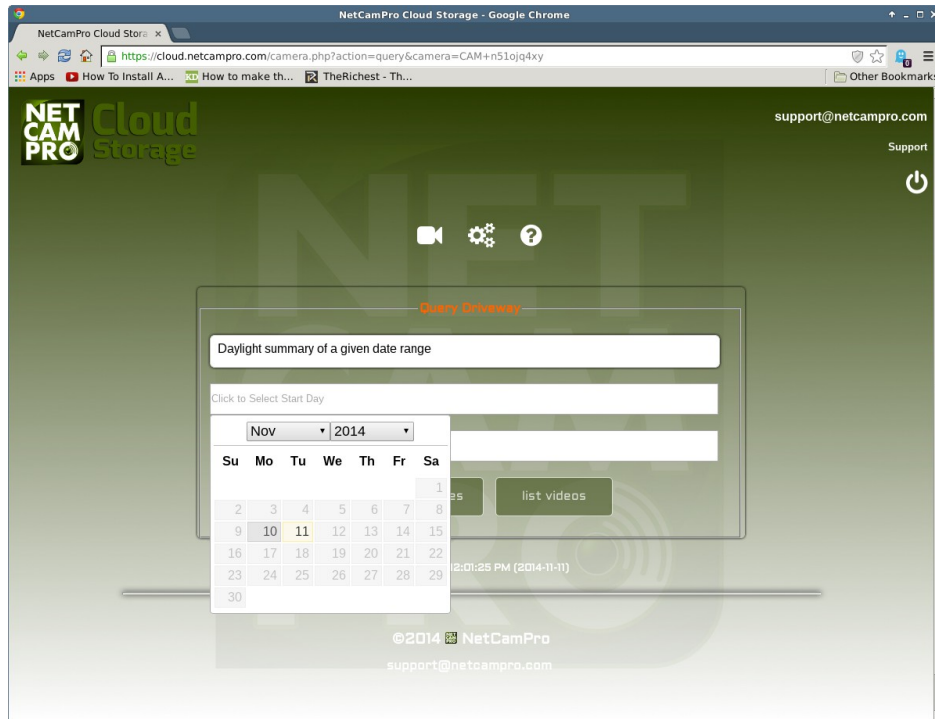 NetCamPro Cloud Storage - Google Chrome
NetCamPro Cloud Stora
https://cloud.netcampro.com/camera.php?action=query&camera=CAM+n51ojq4xy
Apps How To Install A... How to make th... TheRichest - Th... Other Bookmarks
NET CAM PRO Cloud Storage
support@netcampro.com
Support
Query Driveway
Daylight summary of a given date range
Click to Select Start Day
Nov 2014
Su Mo Tu We Th Fr Sa
1
2 3 4 5 6 7 8
9 10 11 12 13 14 15
16 17 18 19 20 21 22
23 24 25 26 27 28 29
30
es
list videos
12:01:25 PM (2014-11-11)
©2014 NetCamPro
support@netcampro.com
NET
CAM
PRO